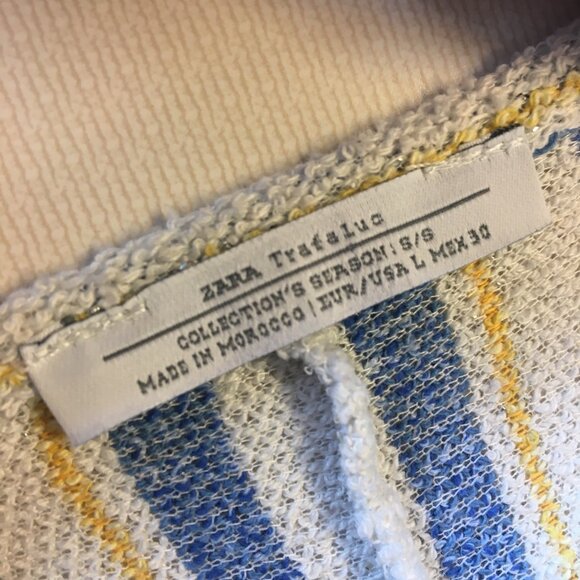 ZARA Trafaluc
COLLECTION'S SEASON: S/S
MADE IN MOROCCO | EUR/USA L MEX 30